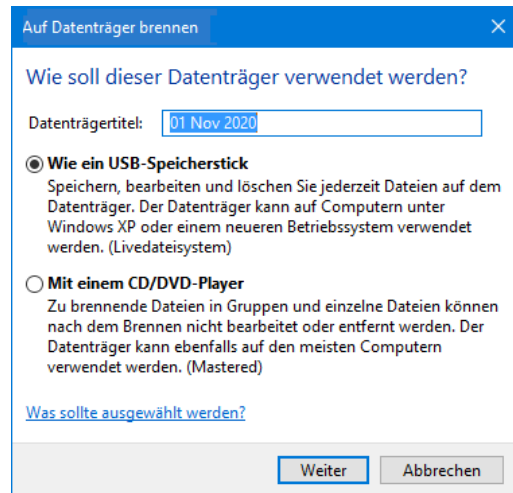 Auf Datenträger brennen
Wie soll dieser Datenträger verwendet werden?
Datenträgertitel: 01 Nov 2020
Wie ein USB-Speicherstick
Speichern, bearbeiten und löschen Sie jederzeit Dateien auf dem
Datenträger. Der Datenträger kann auf Computern unter
Windows XP oder einem neueren Betriebssystem verwendet
werden. (Livedateisystem)
Mit einem CD/DVD-Player
Zu brennende Dateien in Gruppen und einzelne Dateien können
nach dem Brennen nicht bearbeitet oder entfernt werden. Der
Datenträger kann ebenfalls auf den meisten Computern
verwendet werden. (Mastered)
Was sollte ausgewählt werden?
Weiter Abbrechen